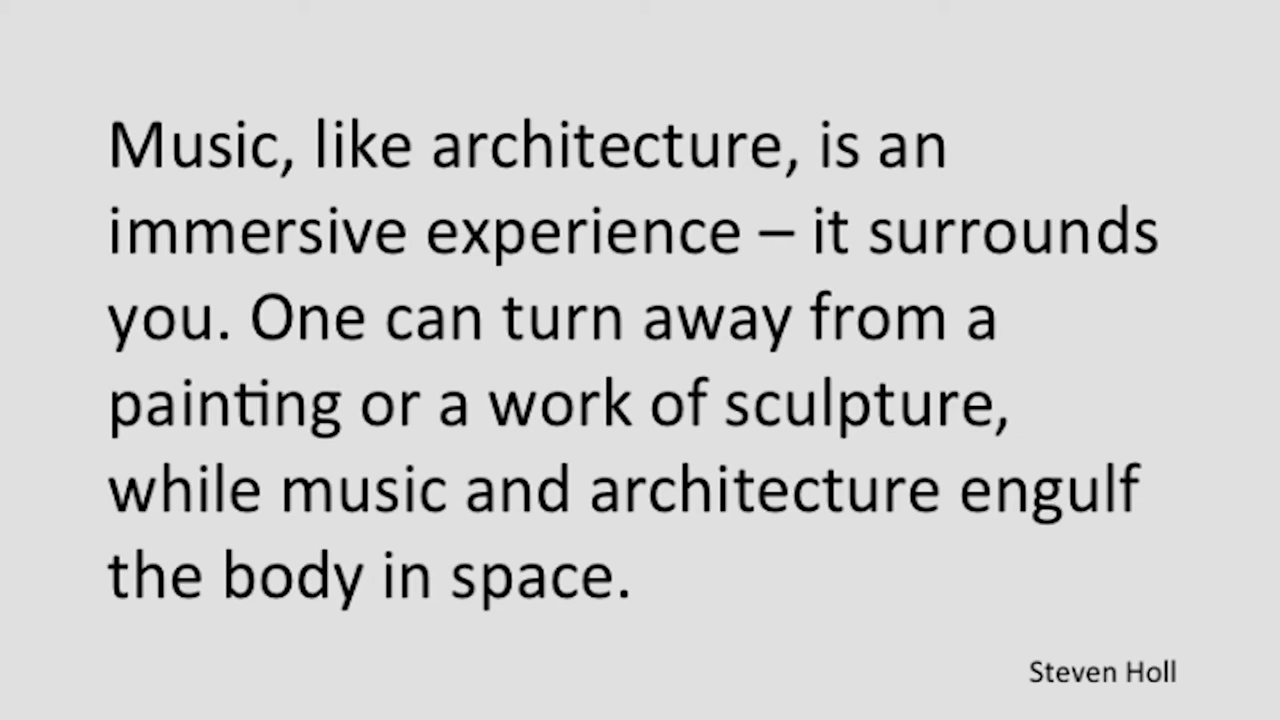 Music, like architecture, is an
immersive experience – it surrounds
you. One can turn away from a
painting or a work of sculpture,
while music and architecture engulf
the body in space.
Steven Holl